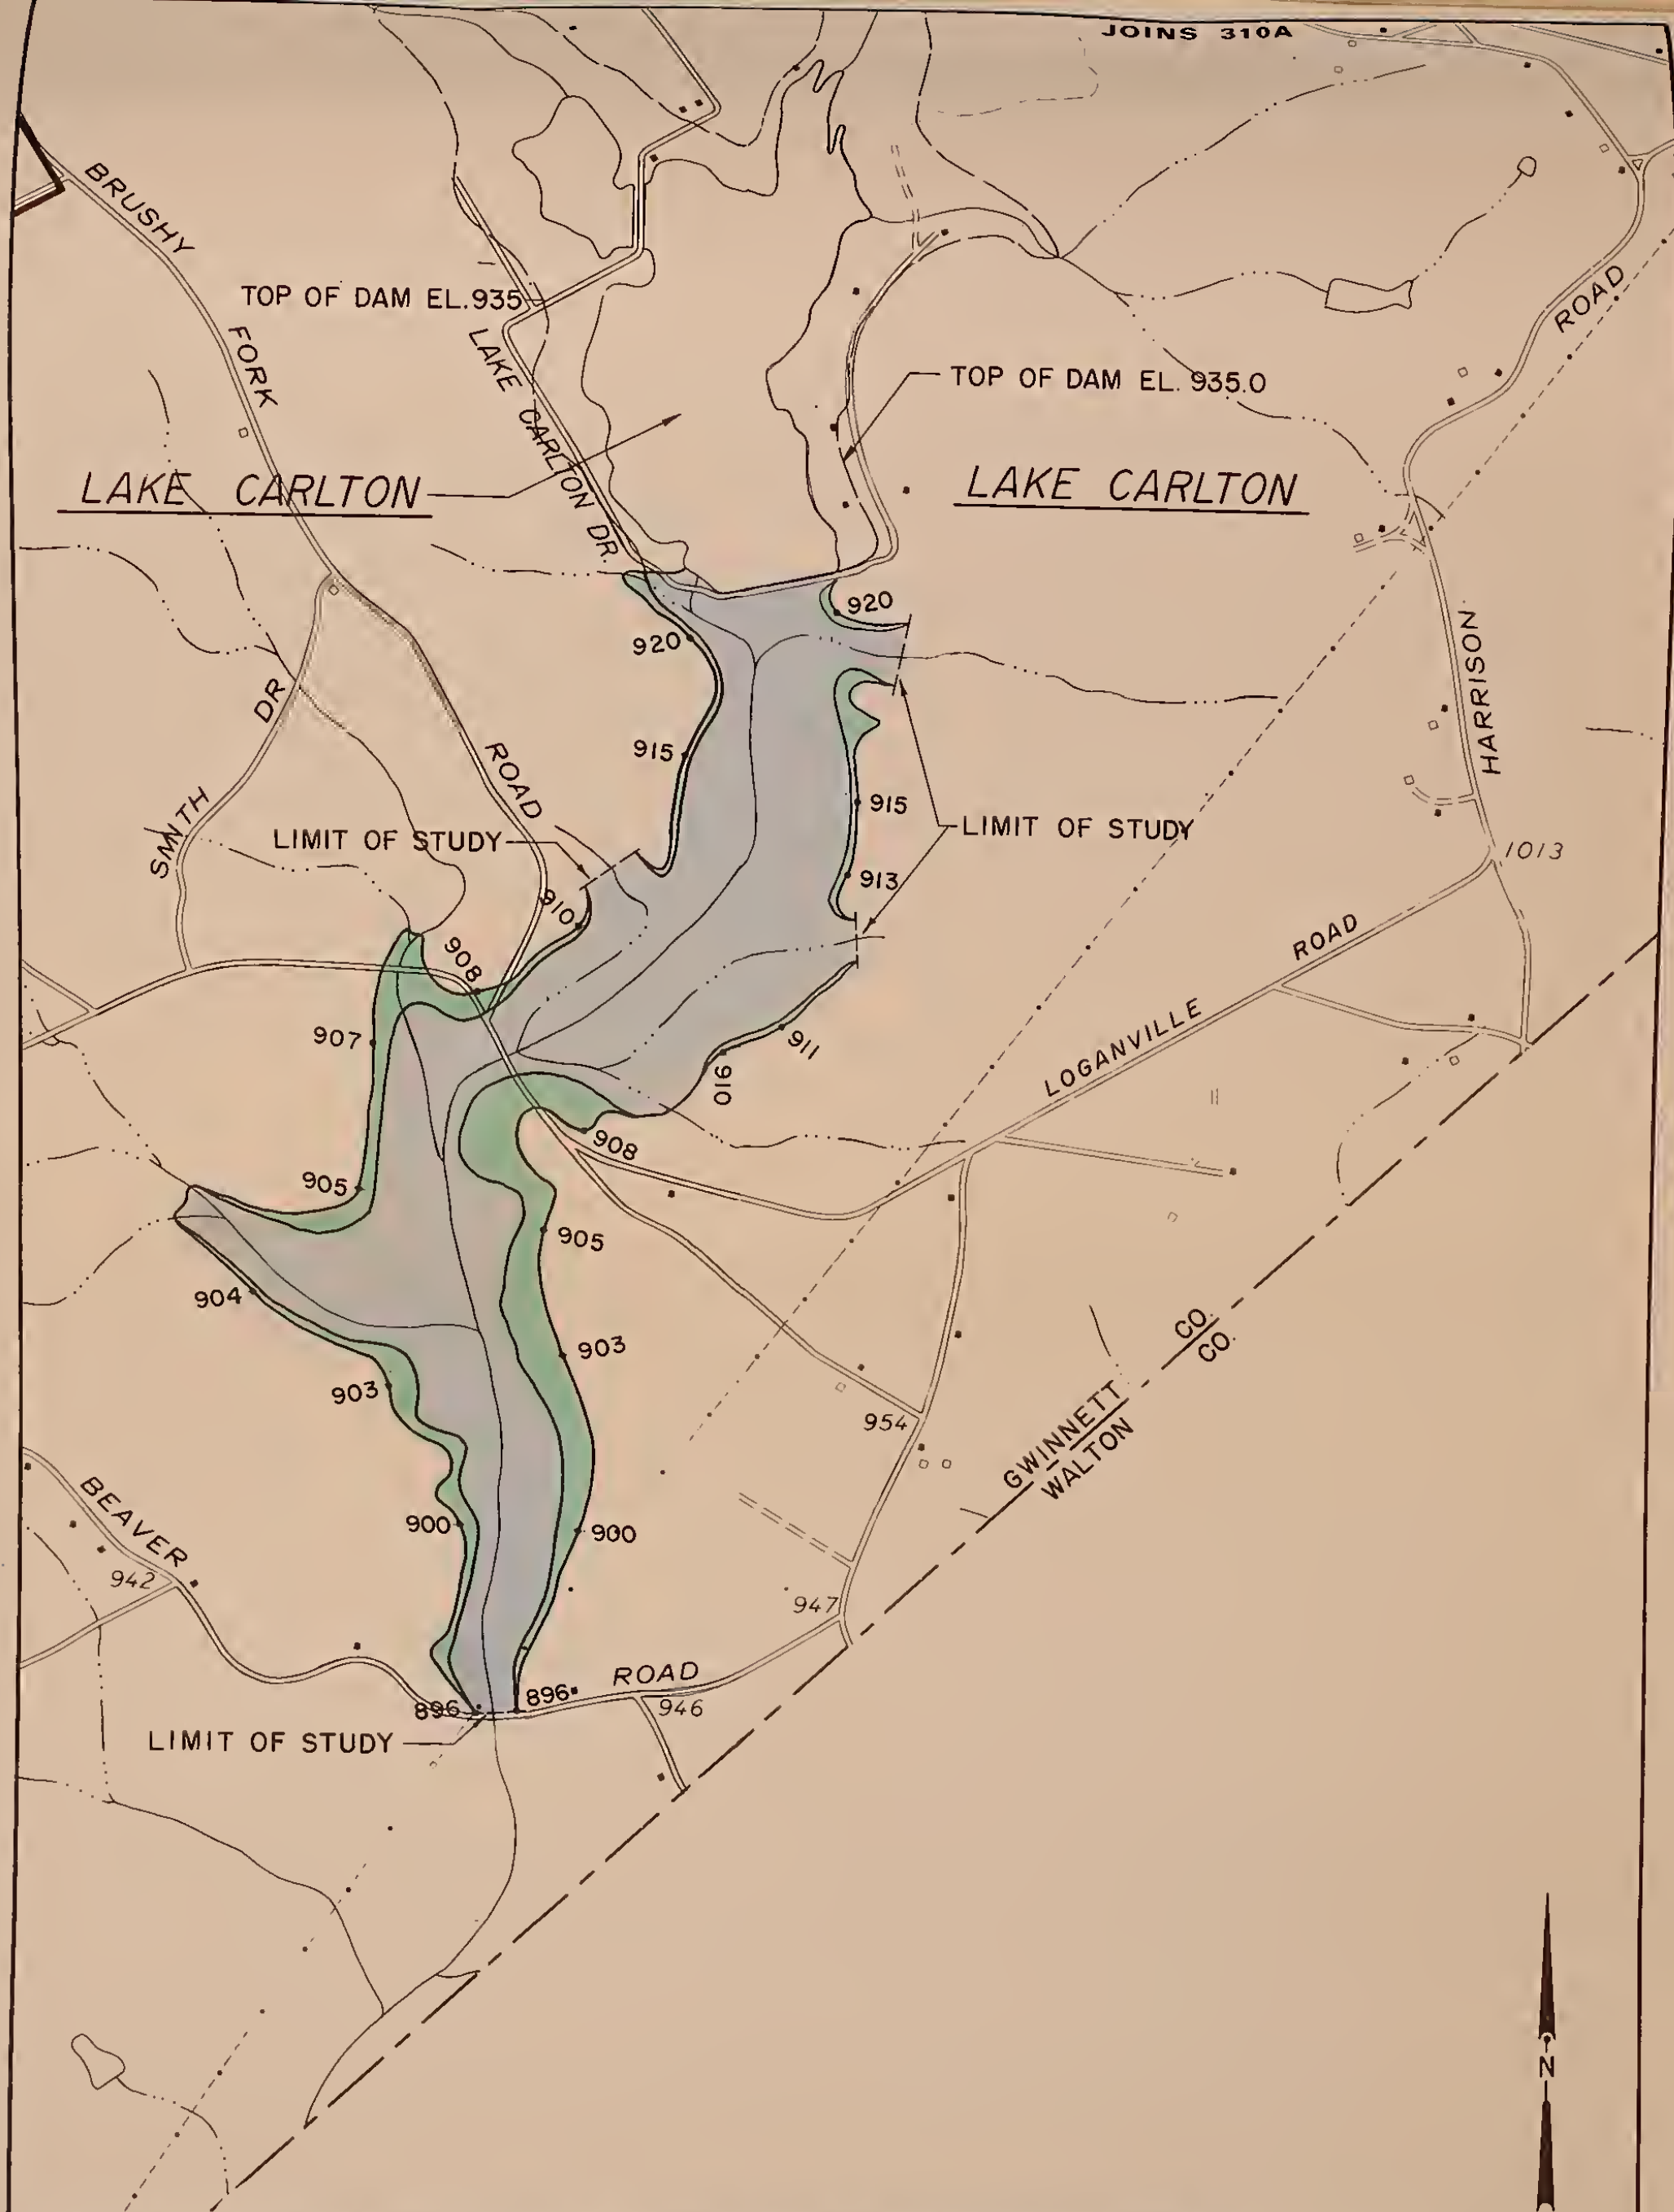 JOINS 310A
BRUSHY
FORK
ROAD
TOP OF DAM EL.935
LAKE CARLTON DR.
TOP OF DAM EL. 935.0
ROAD
LAKE CARLTON
LAKE CARLTON
920
920
HARRISON
SMITH DR
915
915
LIMIT OF STUDY
LIMIT OF STUDY
1013
913
910
908
ROAD
907
911
910
LOGANVILLE
908
905
905
904
903
903
CO.
CO.
954
GWINNETT
WALTON
BEAVER
900
900
942
947
ROAD
896
896
946
LIMIT OF STUDY
N